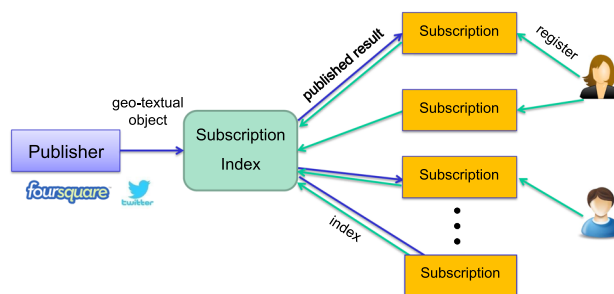 geo-textual
object
Publisher
foursquare
twitter
Subscription
Index
published result
Subscription
register
Subscription
Subscription
index
Subscription